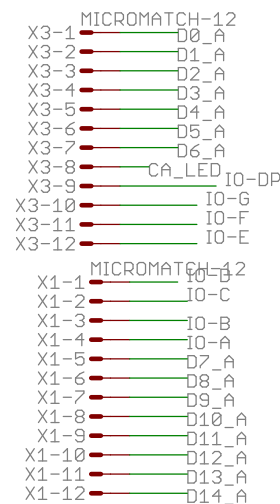 MICROMATCH-12
X3-1 D0_A
X3-2 D1_A
X3-3 D2_A
X3-4 D3_A
X3-5 D4_A
X3-6 D5_A
X3-7 D6_A
X3-8 CA_LED
X3-9 IO-DP
X3-10 IO-G
X3-11 IO-F
X3-12 IO-E
MICROMATCH-12
X1-1 IO-D
X1-2 IO-C
X1-3 IO-B
X1-4 IO-A
X1-5 D7_A
X1-6 D8_A
X1-7 D9_A
X1-8 D10_A
X1-9 D11_A
X1-10 D12_A
X1-11 D13_A
X1-12 D14_A